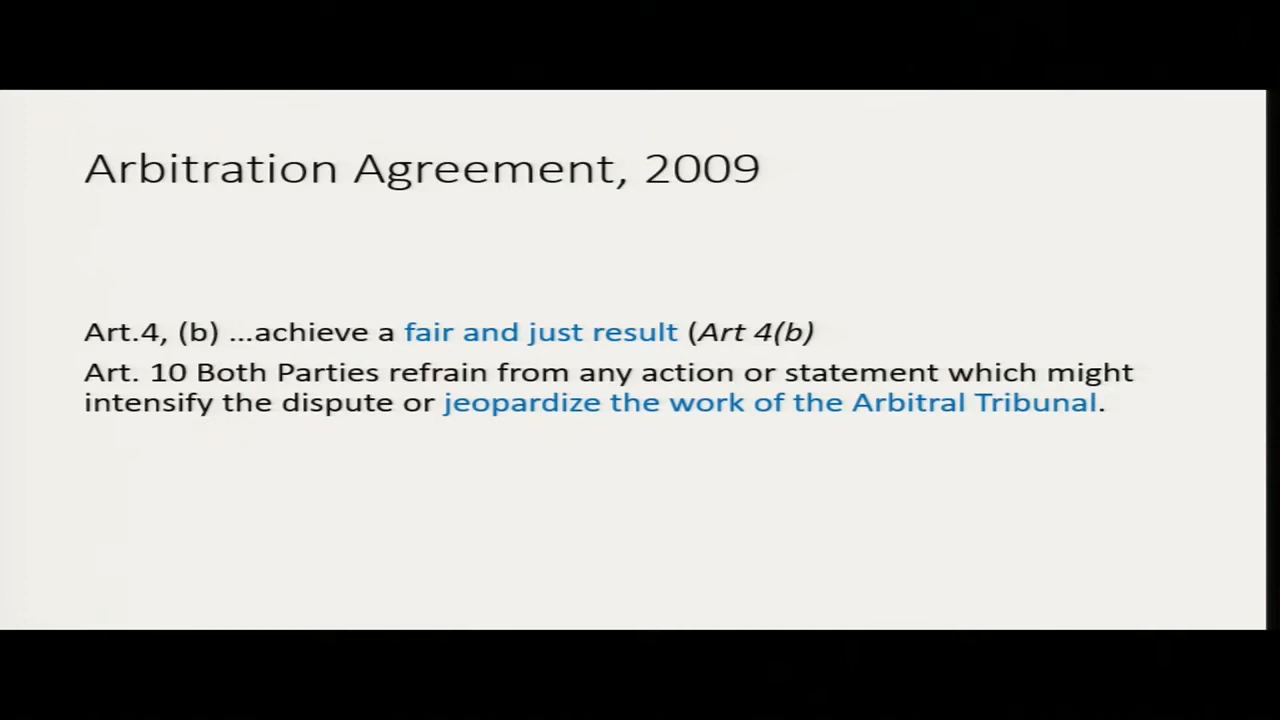 Arbitration Agreement, 2009
Art.4, (b) ...achieve a fair and just result (Art 4(b)
Art. 10 Both Parties refrain from any action or statement which might
intensify the dispute or jeopardize the work of the Arbitral Tribunal.